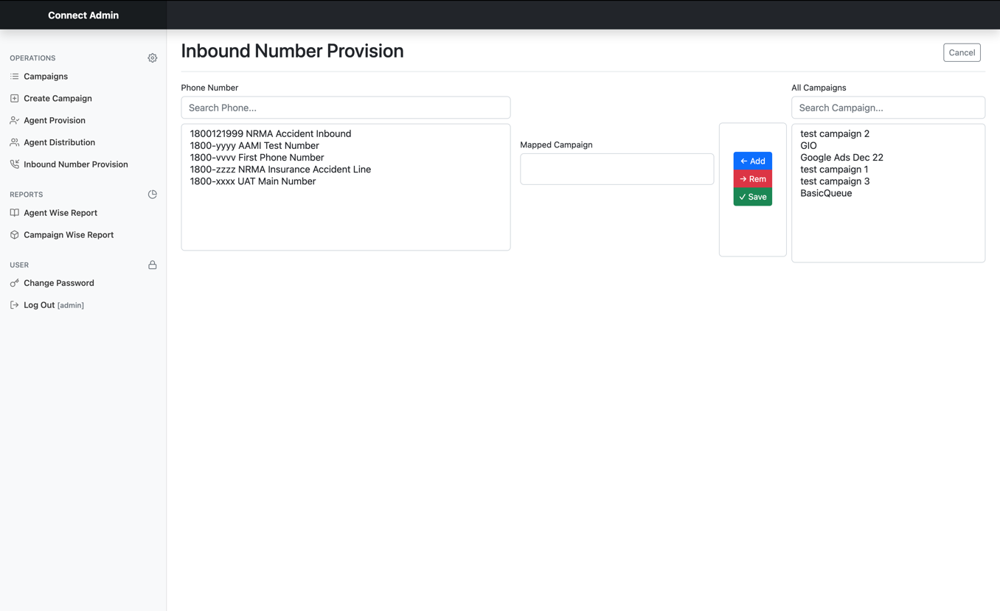 Connect Admin
OPERATIONS
Campaigns
Create Campaign
Agent Provision
Agent Distribution
Inbound Number Provision
REPORTS
Agent Wise Report
Campaign Wise Report
USER
Change Password
Log Out [admin]
Inbound Number Provision
Cancel
Phone Number
Search Phone...
1800121999 NRMA Accident Inbound
1800-yyyy AAMI Test Number
1800-vvvv First Phone Number
1800-zzzz NRMA Insurance Accident Line
1800-xxxx UAT Main Number
Mapped Campaign
← Add
→ Rem
✓ Save
All Campaigns
Search Campaign...
test campaign 2
GIO
Google Ads Dec 22
test campaign 1
test campaign 3
BasicQueue